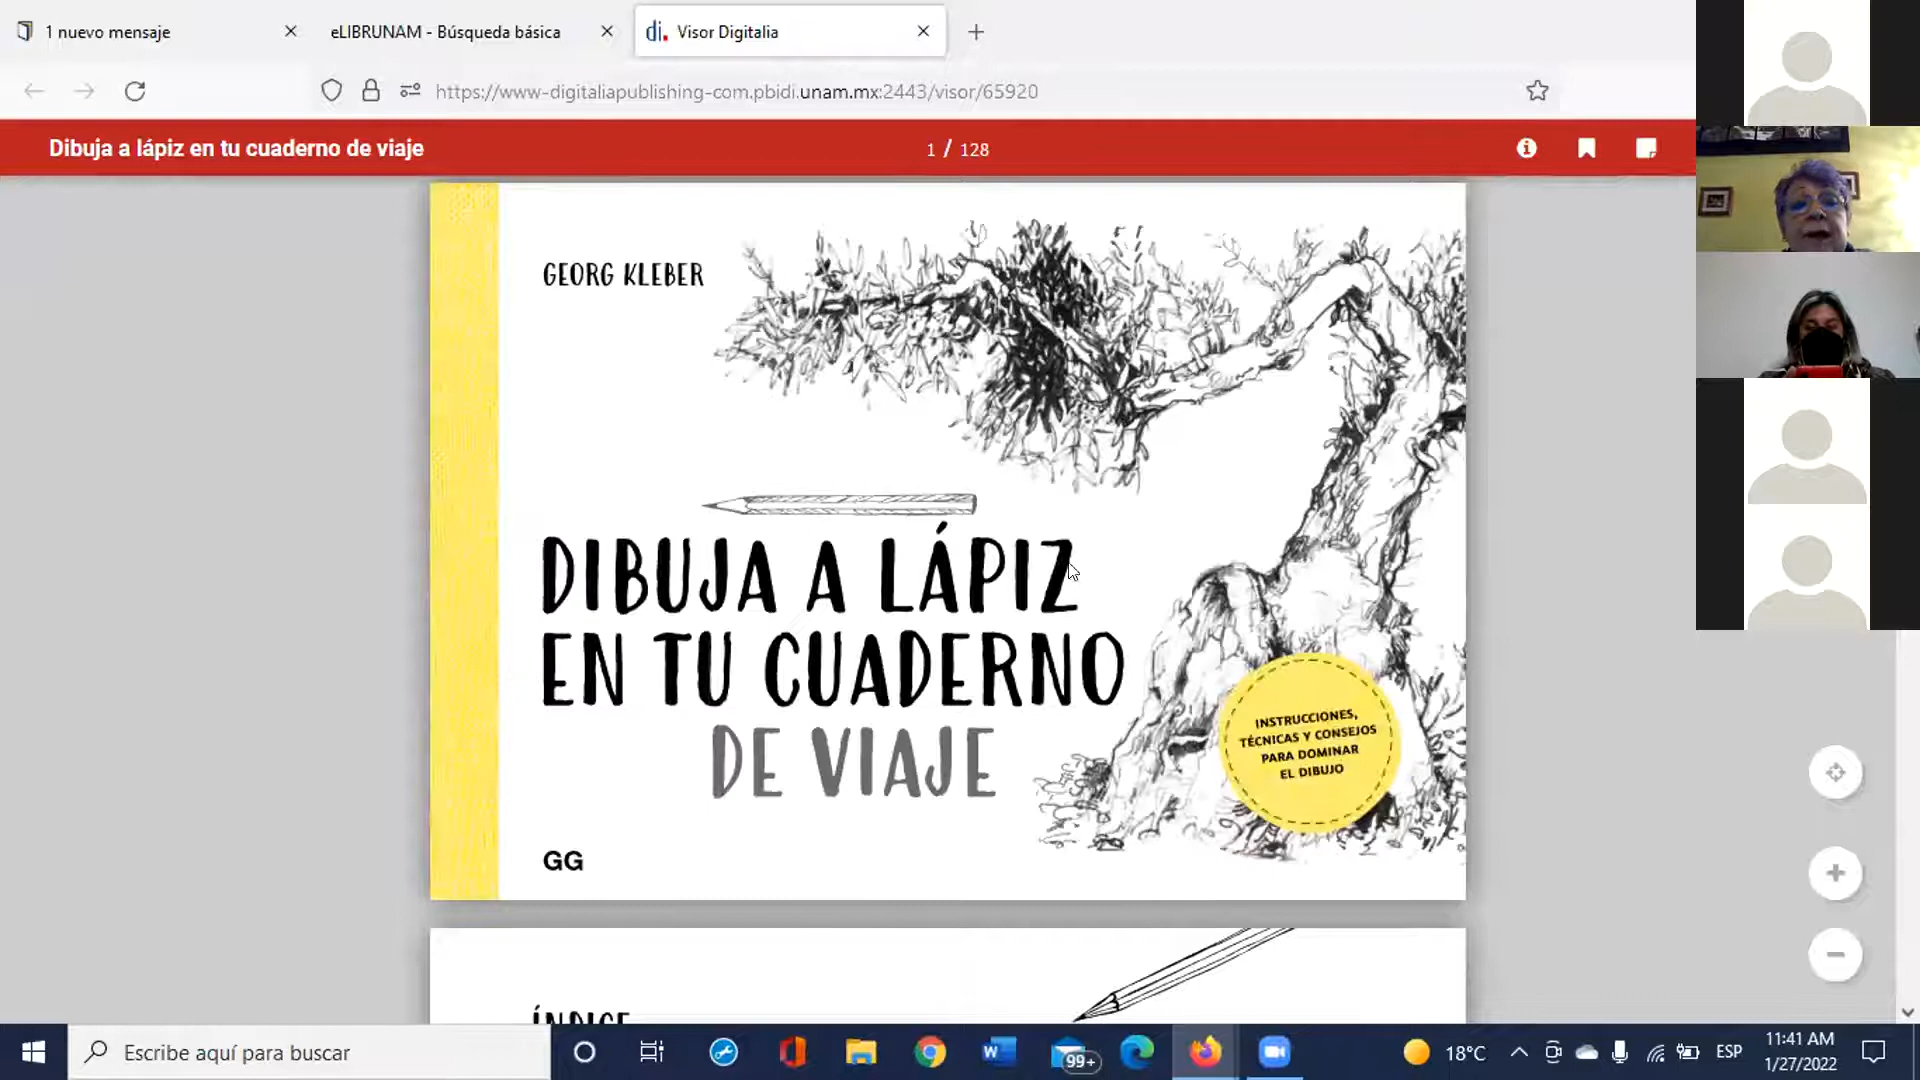 1 nuevo mensaje
eLIBRUNAM - Búsqueda básica
di. Visor Digitalia
https://www-digitaliapublishing-com.pbidi.unam.mx:2443/visor/65920
Dibuja a lápiz en tu cuaderno de viaje
1 / 128
GEORG KLEBER
DIBUJA A LÁPIZ
EN TU CUADERNO
DE VIAJE
INSTRUCCIONES,
TÉCNICAS Y CONSEJOS
PARA DOMINAR
EL DIBUJO
GG
ÍNDICE
Escribe aquí para buscar
99+
18°C
ESP
11:41 AM
1/27/2022